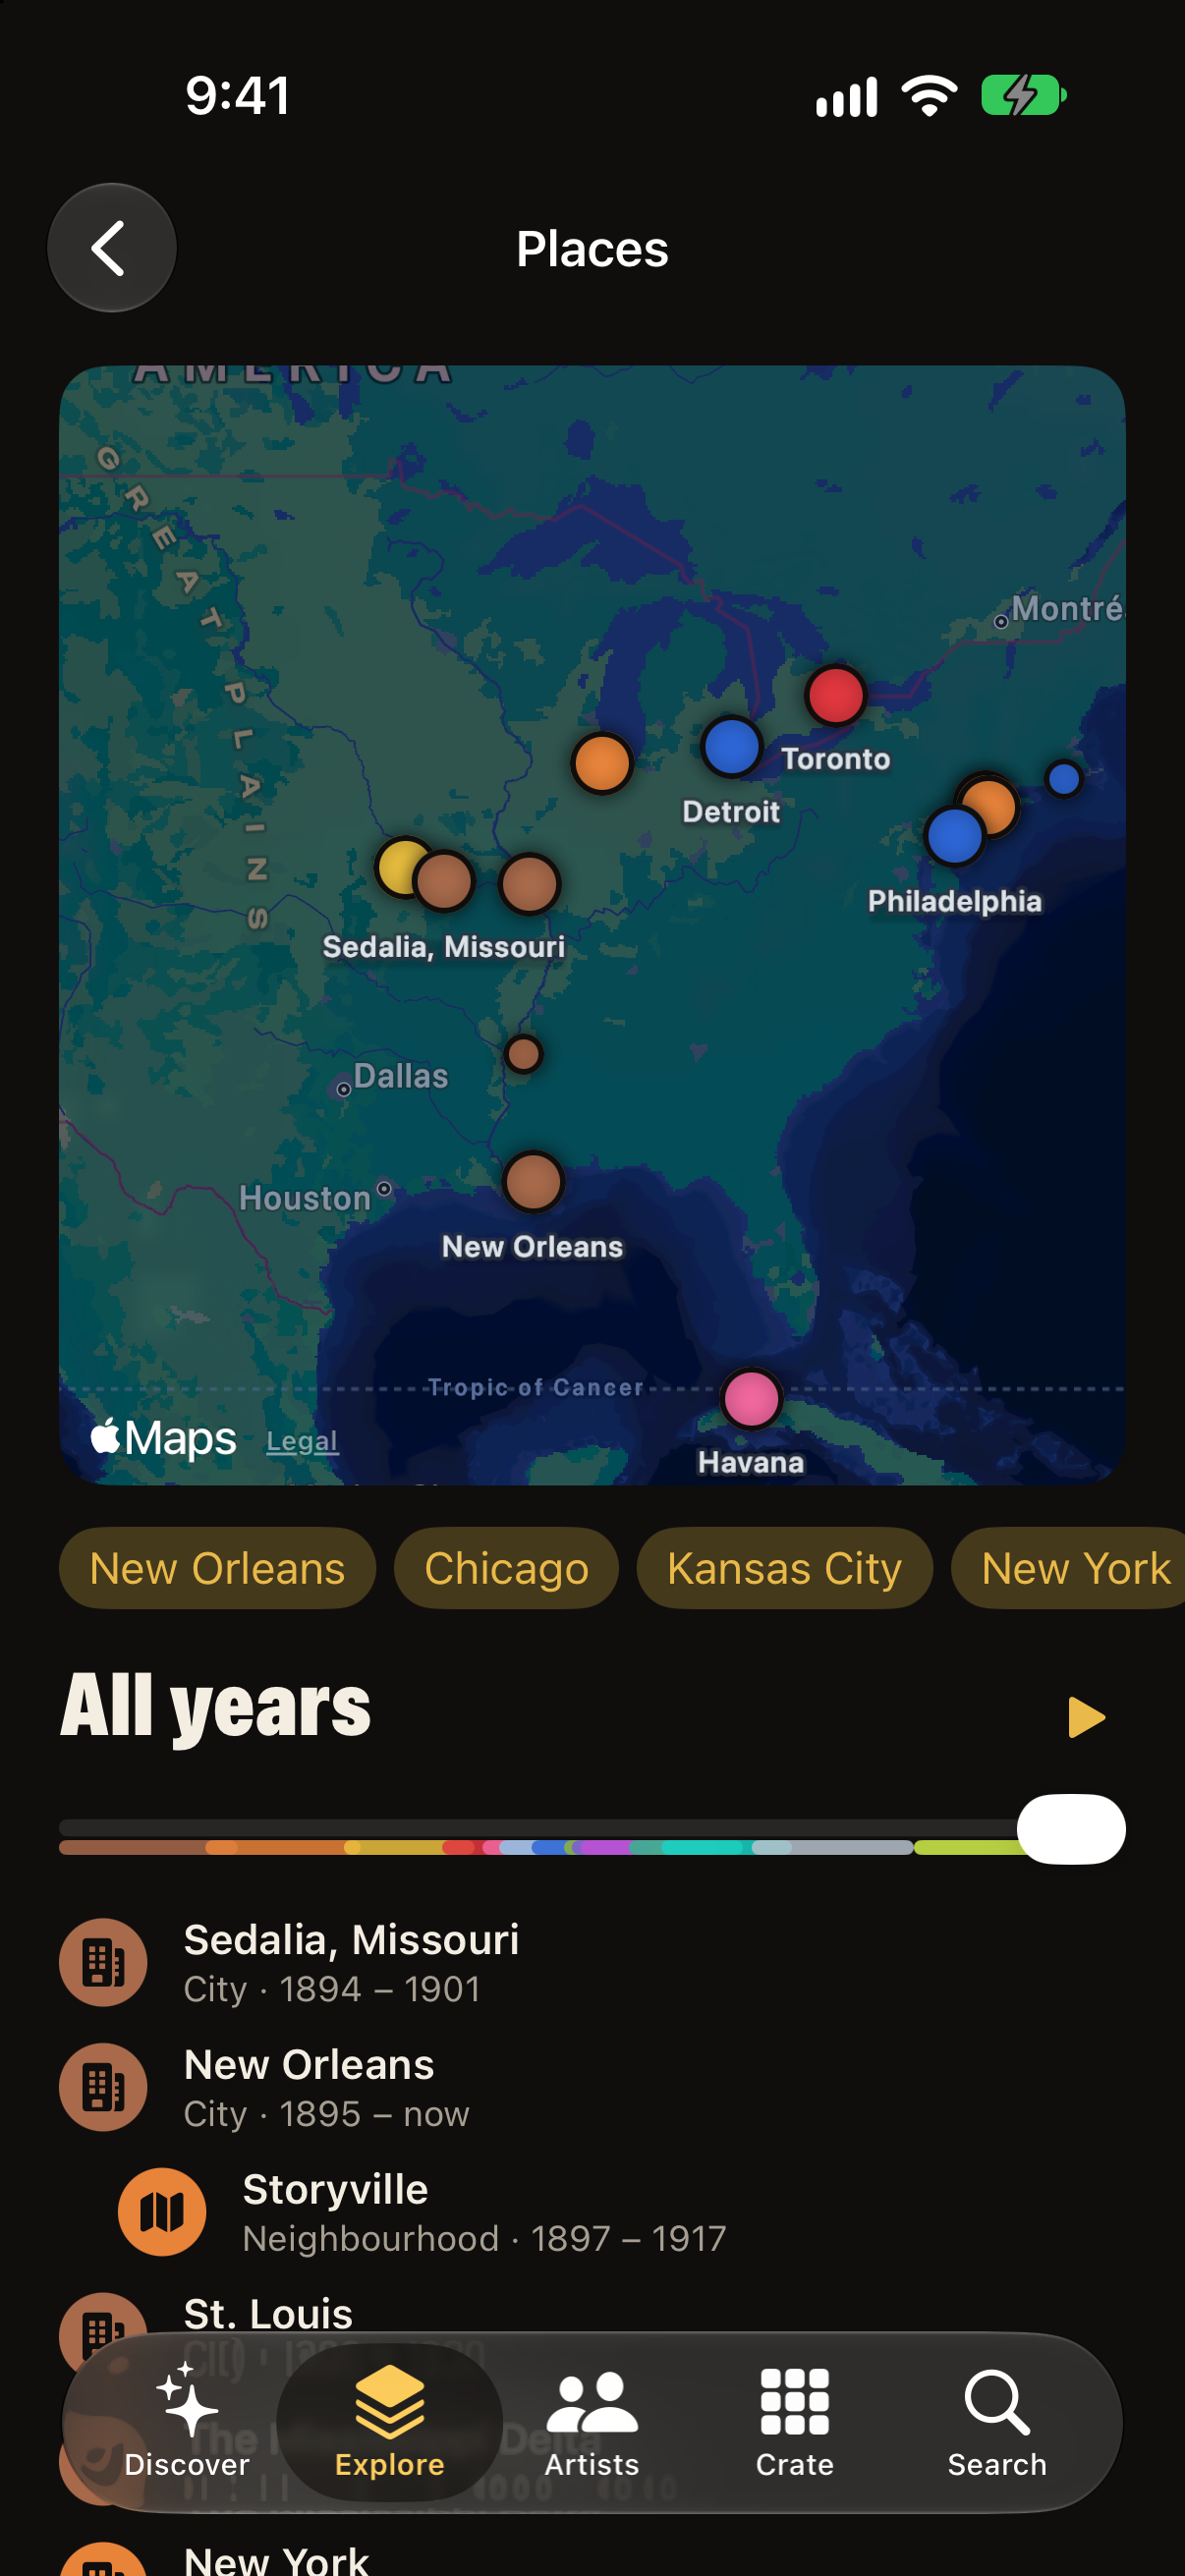 9:41
Places
AMERICA
GREAT PLAINS
Montré
Toronto
Detroit
Philadelphia
Sedalia, Missouri
Dallas
Houston
New Orleans
Tropic of Cancer
Maps Legal
Havana
New Orleans Chicago Kansas City New York
All years
Sedalia, Missouri
City · 1894 – 1901
New Orleans
City · 1895 – now
Storyville
Neighbourhood · 1897 – 1917
St. Louis
The Delta
Discover Explore Artists Crate Search
New York